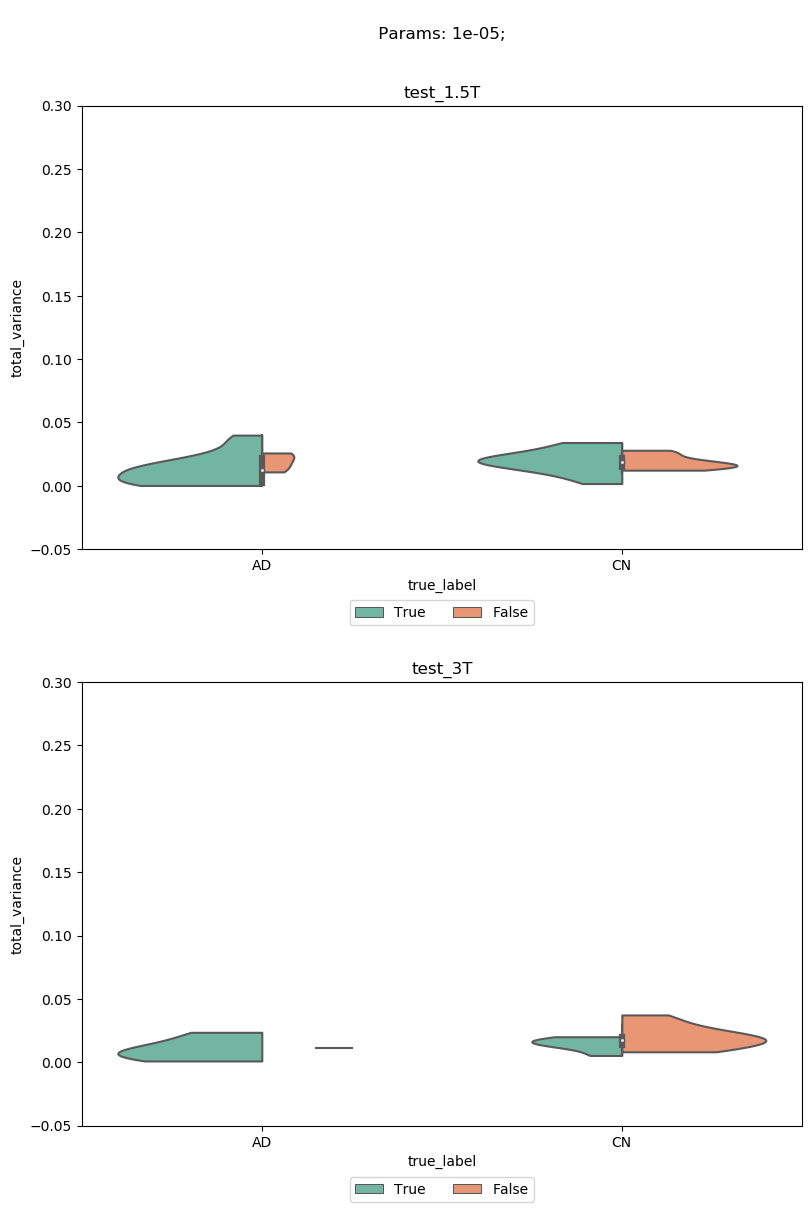 Params: 1e-05;
test_1.5T
0.30
0.25
0.20
0.15
0.10
0.05
0.00
−0.05
total_variance
AD CN
true_label
True False
test_3T
0.30
0.25
0.20
0.15
0.10
0.05
0.00
−0.05
total_variance
AD CN
true_label
True False